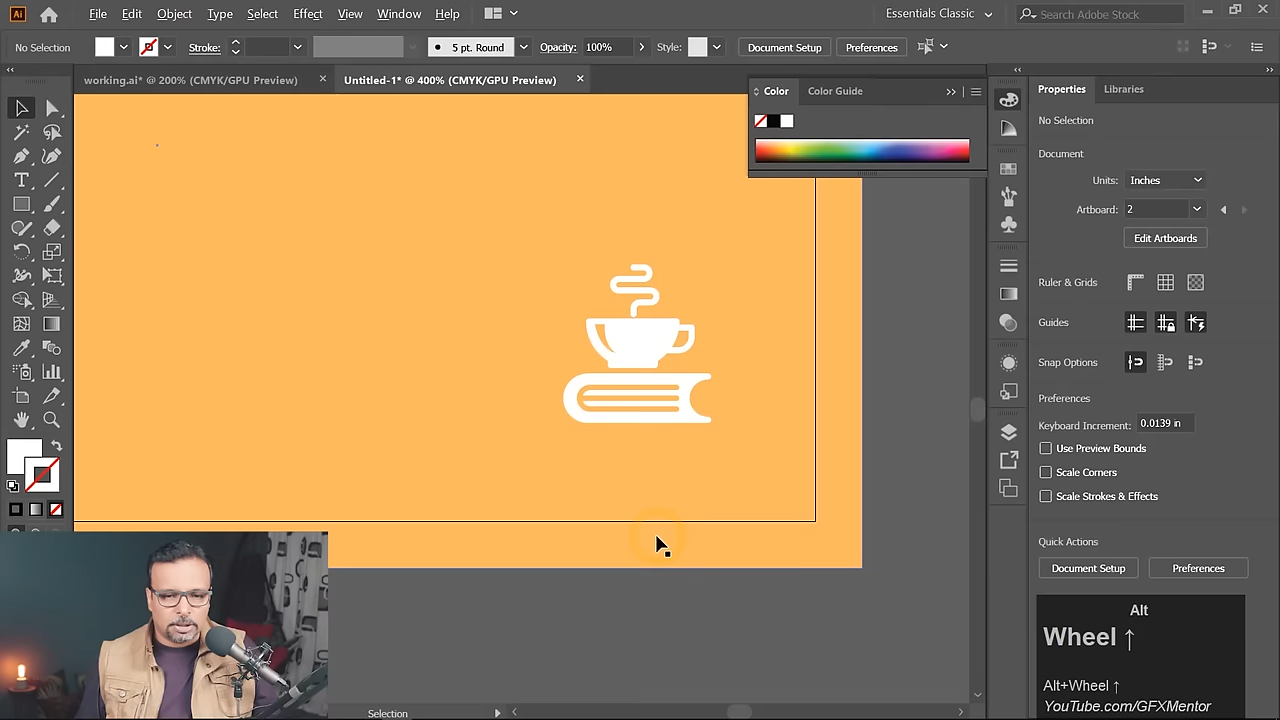 Ai
File Edit Object Type Select Effect View Window Help
Essentials Classic
Search Adobe Stock
No Selection
Stroke:
5 pt. Round
Opacity: 100%
Style:
Document Setup
Preferences
working.ai* @ 200% (CMYK/GPU Preview)
Untitled-1* @ 400% (CMYK/GPU Preview)
Color
Color Guide
Properties
Libraries
No Selection
Document
Units: Inches
Artboard: 2
Edit Artboards
Ruler & Grids
Guides
Snap Options
Preferences
Keyboard Increment: 0.0139 in
Use Preview Bounds
Scale Corners
Scale Strokes & Effects
Quick Actions
Document Setup
Preferences
Alt
Wheel ↑
Alt+Wheel ↑
YouTube.com/GFXMentor
Selection